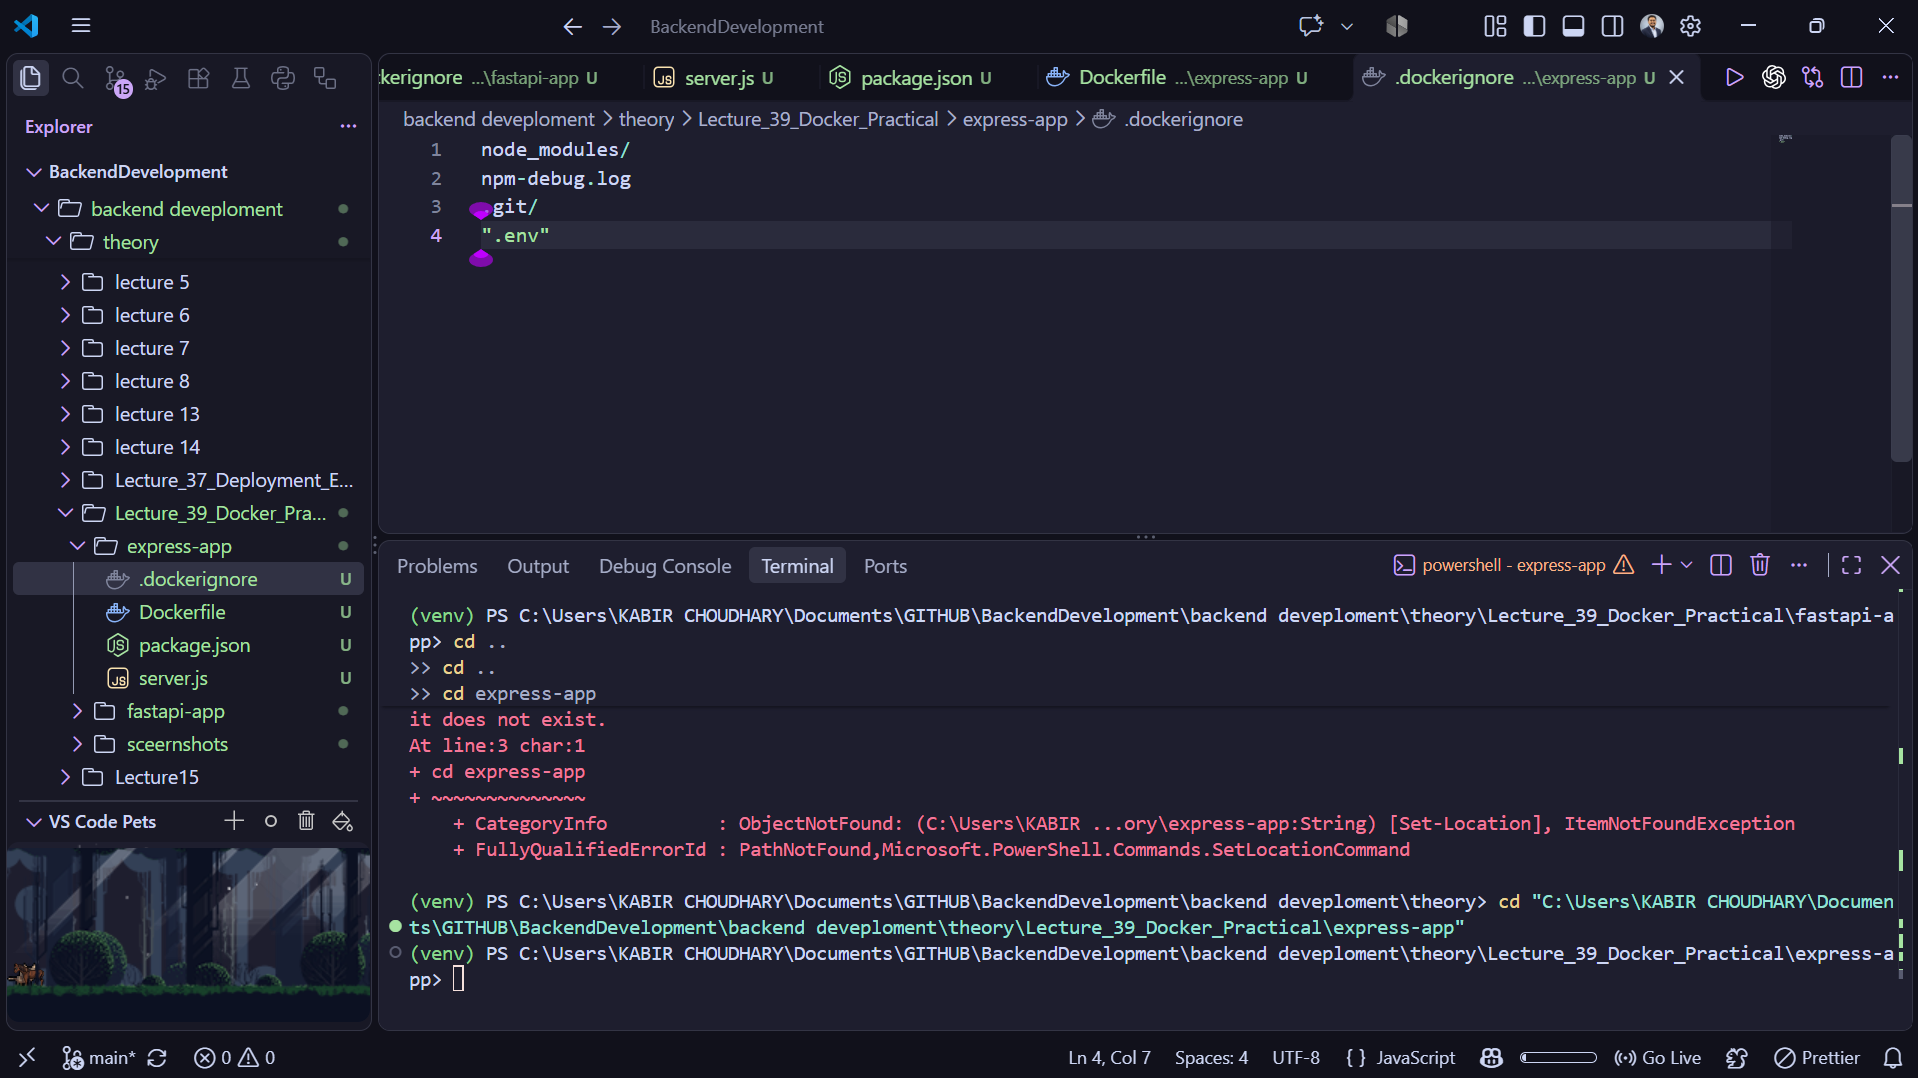 BackendDevelopment
15
kerignore ...\fastapi-app U
JS server.js U
package.json U
Dockerfile ...\express-app U
.dockerignore ...\express-app U
backend deveploment > theory > Lecture_39_Docker_Practical > express-app > .dockerignore
1 node_modules/
2 npm-debug.log
3 .git/
4 ".env"
Explorer
BackendDevelopment
backend deveploment
theory
lecture 5
lecture 6
lecture 7
lecture 8
lecture 13
lecture 14
Lecture_37_Deployment_E...
Lecture_39_Docker_Pra...
express-app
.dockerignore U
Dockerfile U
package.json U
JS server.js U
fastapi-app
sceernshots
Lecture15
VS Code Pets
Problems Output Debug Console Terminal Ports
powershell - express-app
(venv) PS C:\Users\KABIR CHOUDHARY\Documents\GITHUB\BackendDevelopment\backend deveploment\theory\Lecture_39_Docker_Practical\fastapi-a
pp> cd ..
>> cd ..
>> cd express-app
it does not exist.
At line:3 char:1
+ cd express-app
+ ~~~~~~~~~~~~~~
+ CategoryInfo : ObjectNotFound: (C:\Users\KABIR ...ory\express-app:String) [Set-Location], ItemNotFoundException
+ FullyQualifiedErrorId : PathNotFound,Microsoft.PowerShell.Commands.SetLocationCommand
(venv) PS C:\Users\KABIR CHOUDHARY\Documents\GITHUB\BackendDevelopment\backend deveploment\theory> cd "C:\Users\KABIR CHOUDHARY\Documen
ts\GITHUB\BackendDevelopment\backend deveploment\theory\Lecture_39_Docker_Practical\express-app"
(venv) PS C:\Users\KABIR CHOUDHARY\Documents\GITHUB\BackendDevelopment\backend deveploment\theory\Lecture_39_Docker_Practical\express-a
pp>
main* 0 0
Ln 4, Col 7 Spaces: 4 UTF-8 { } JavaScript Go Live Prettier